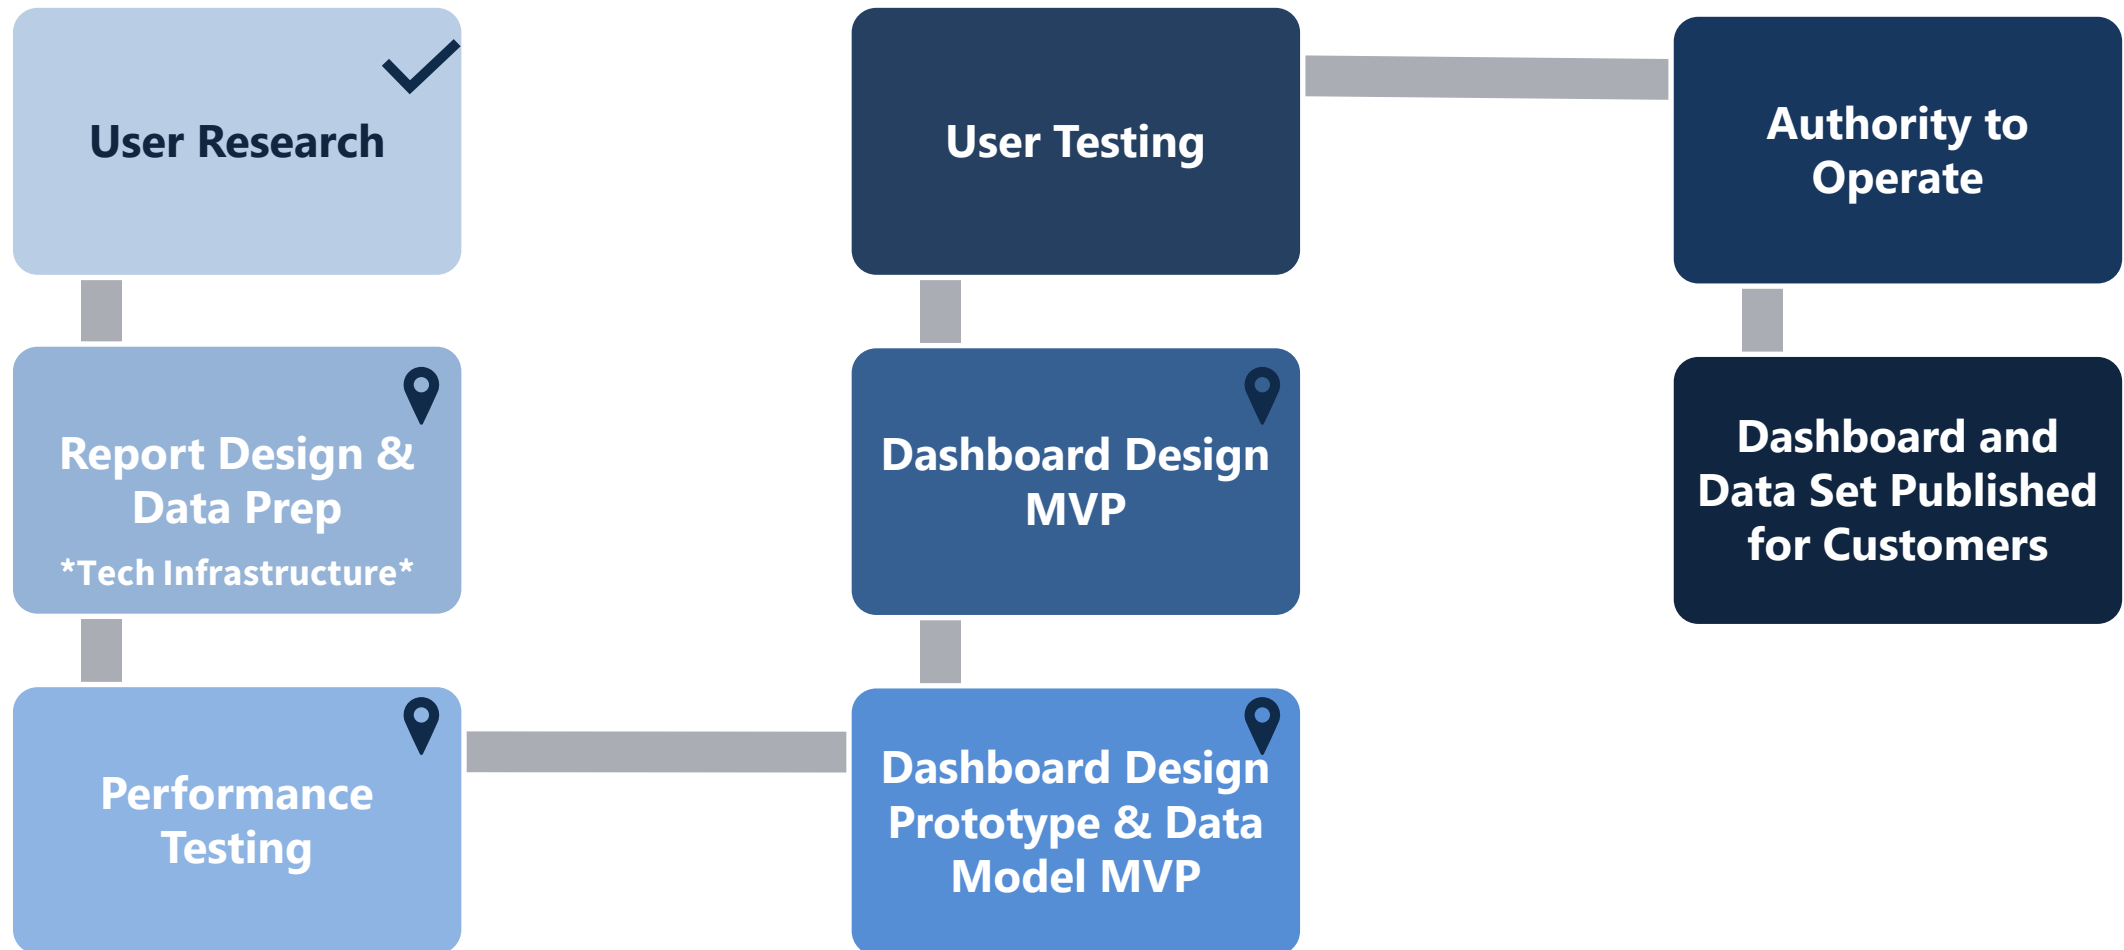 User Research
Report Design &
Data Prep
*Tech Infrastructure*
Performance
Testing
Dashboard Design
Prototype & Data
Model MVP
Dashboard Design
MVP
User Testing
Authority to
Operate
Dashboard and
Data Set Published
for Customers